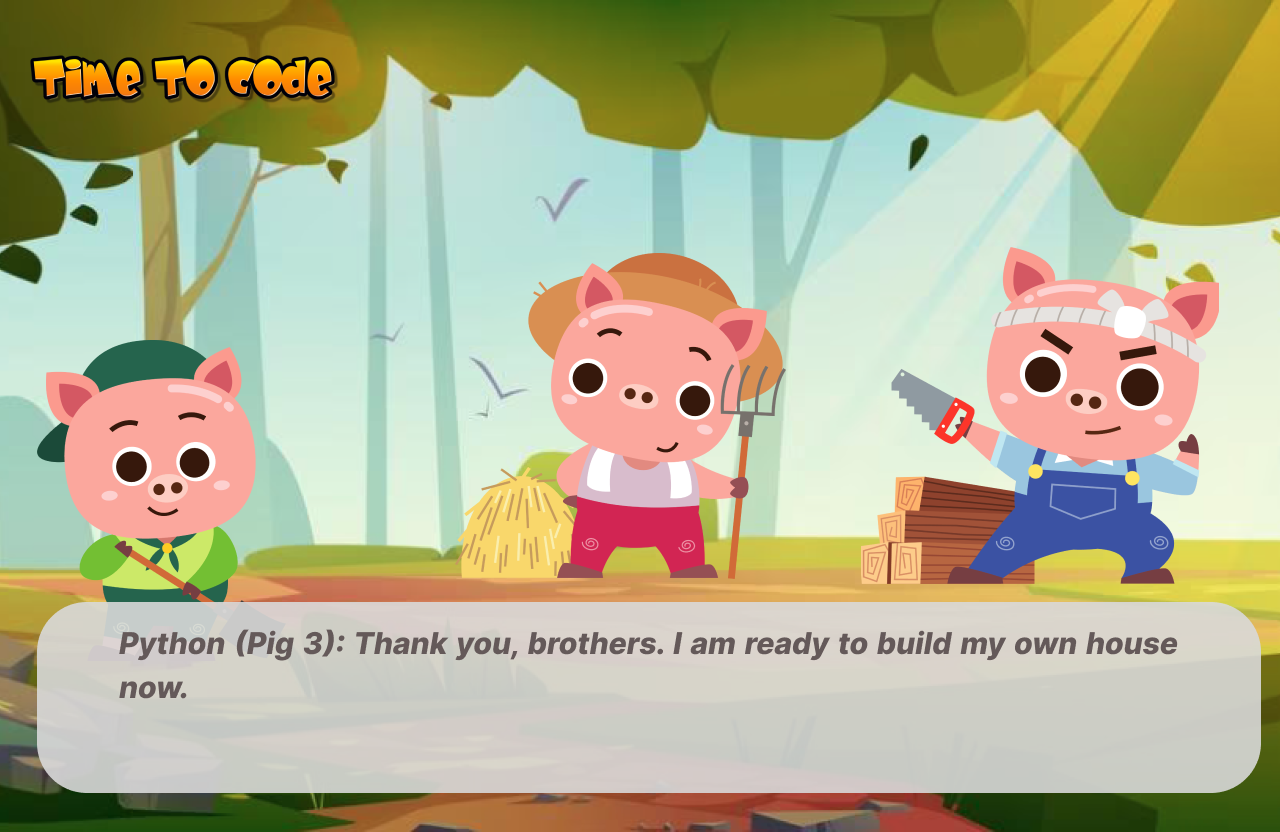 Time To Code
Python (Pig 3): Thank you, brothers. I am ready to build my own house
now.